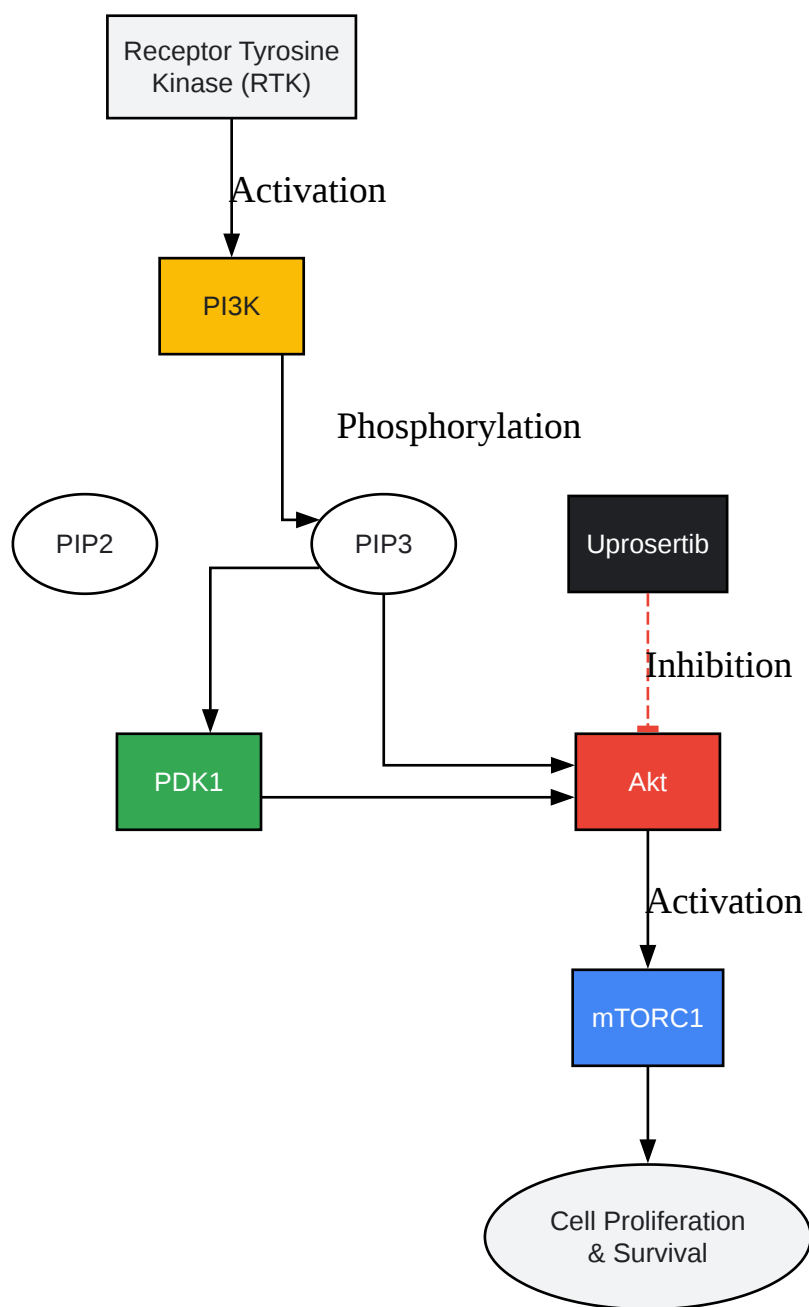 Receptor Tyrosine
Kinase (RTK)
Activation
PI3K
Phosphorylation
PIP2
PIP3
Uprosertib
Inhibition
PDK1
Akt
Activation
mTORC1
Cell Proliferation
& Survival